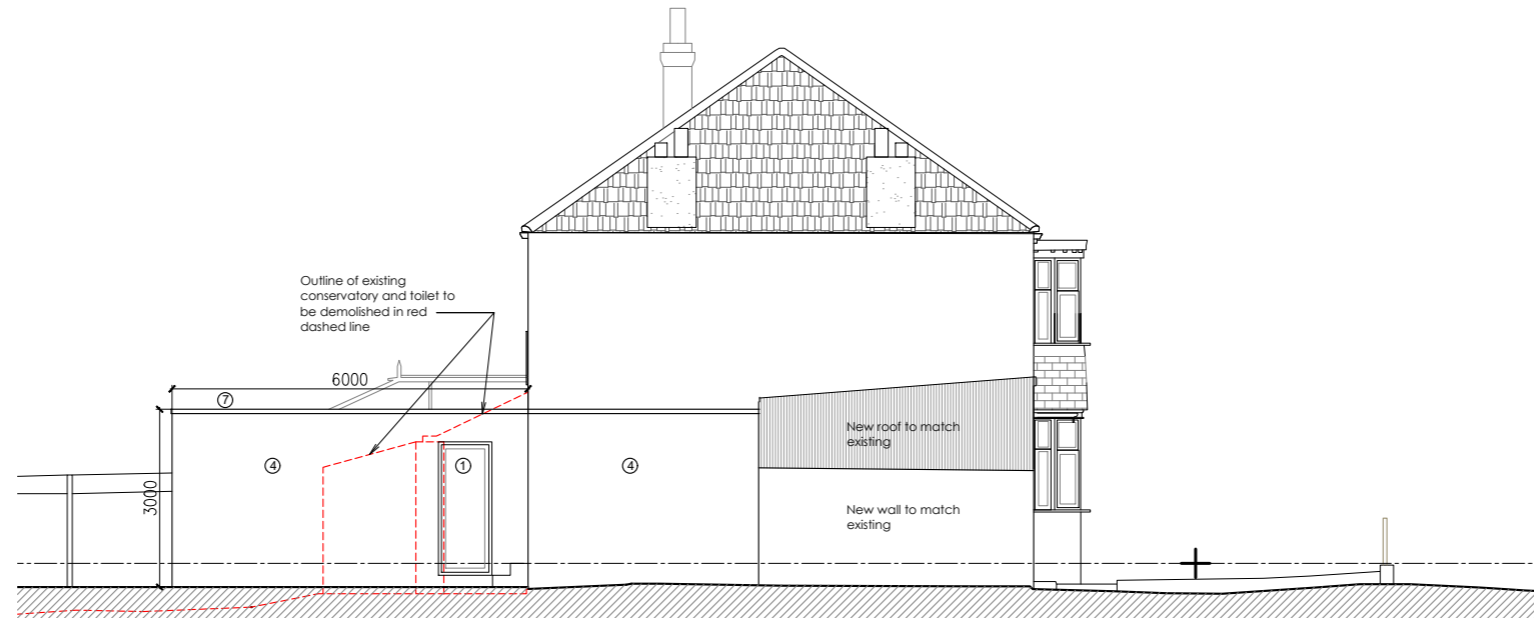 Outline of existing
conservatory and toilet to
be demolished in red
dashed line
6000
7
3000
4
1
4
New roof to match
existing
New wall to match
existing